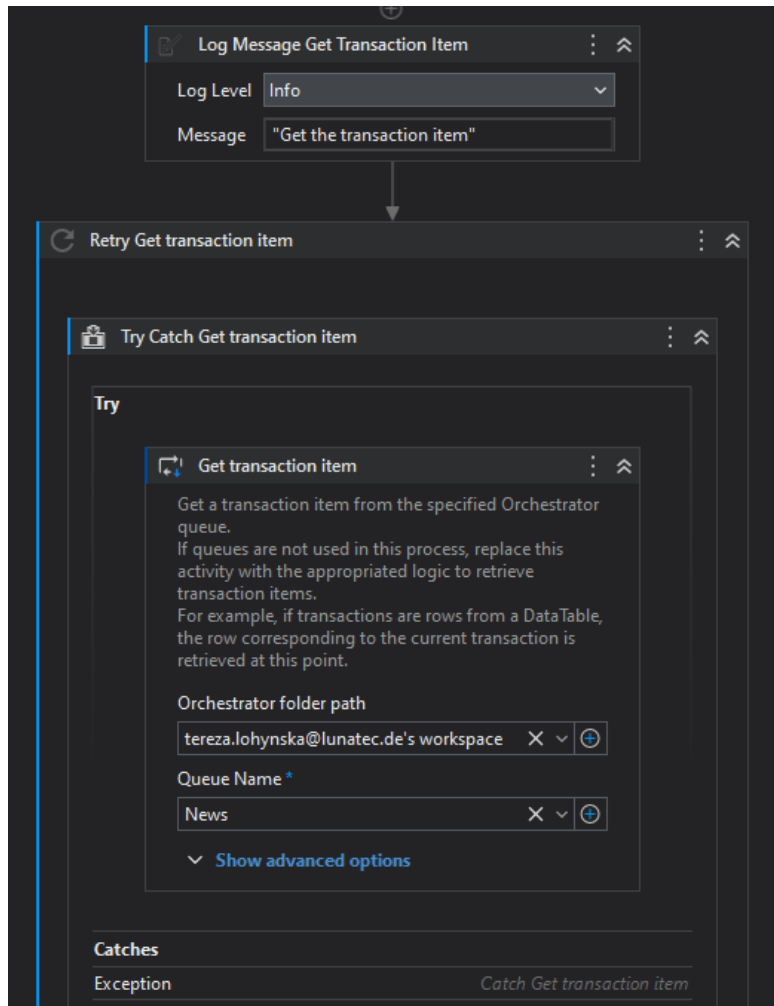 Log Message Get Transaction Item
Log Level Info
Message "Get the transaction item"
Retry Get transaction item
Try Catch Get transaction item
Try
Get transaction item
Get a transaction item from the specified Orchestrator
queue.
If queues are not used in this process, replace this
activity with the appropriated logic to retrieve
transaction items.
For example, if transactions are rows from a DataTable,
the row corresponding to the current transaction is
retrieved at this point.
Orchestrator folder path
tereza.lohynska@lunatec.de's workspace
Queue Name *
News
Show advanced options
Catches
Exception Catch Get transaction item